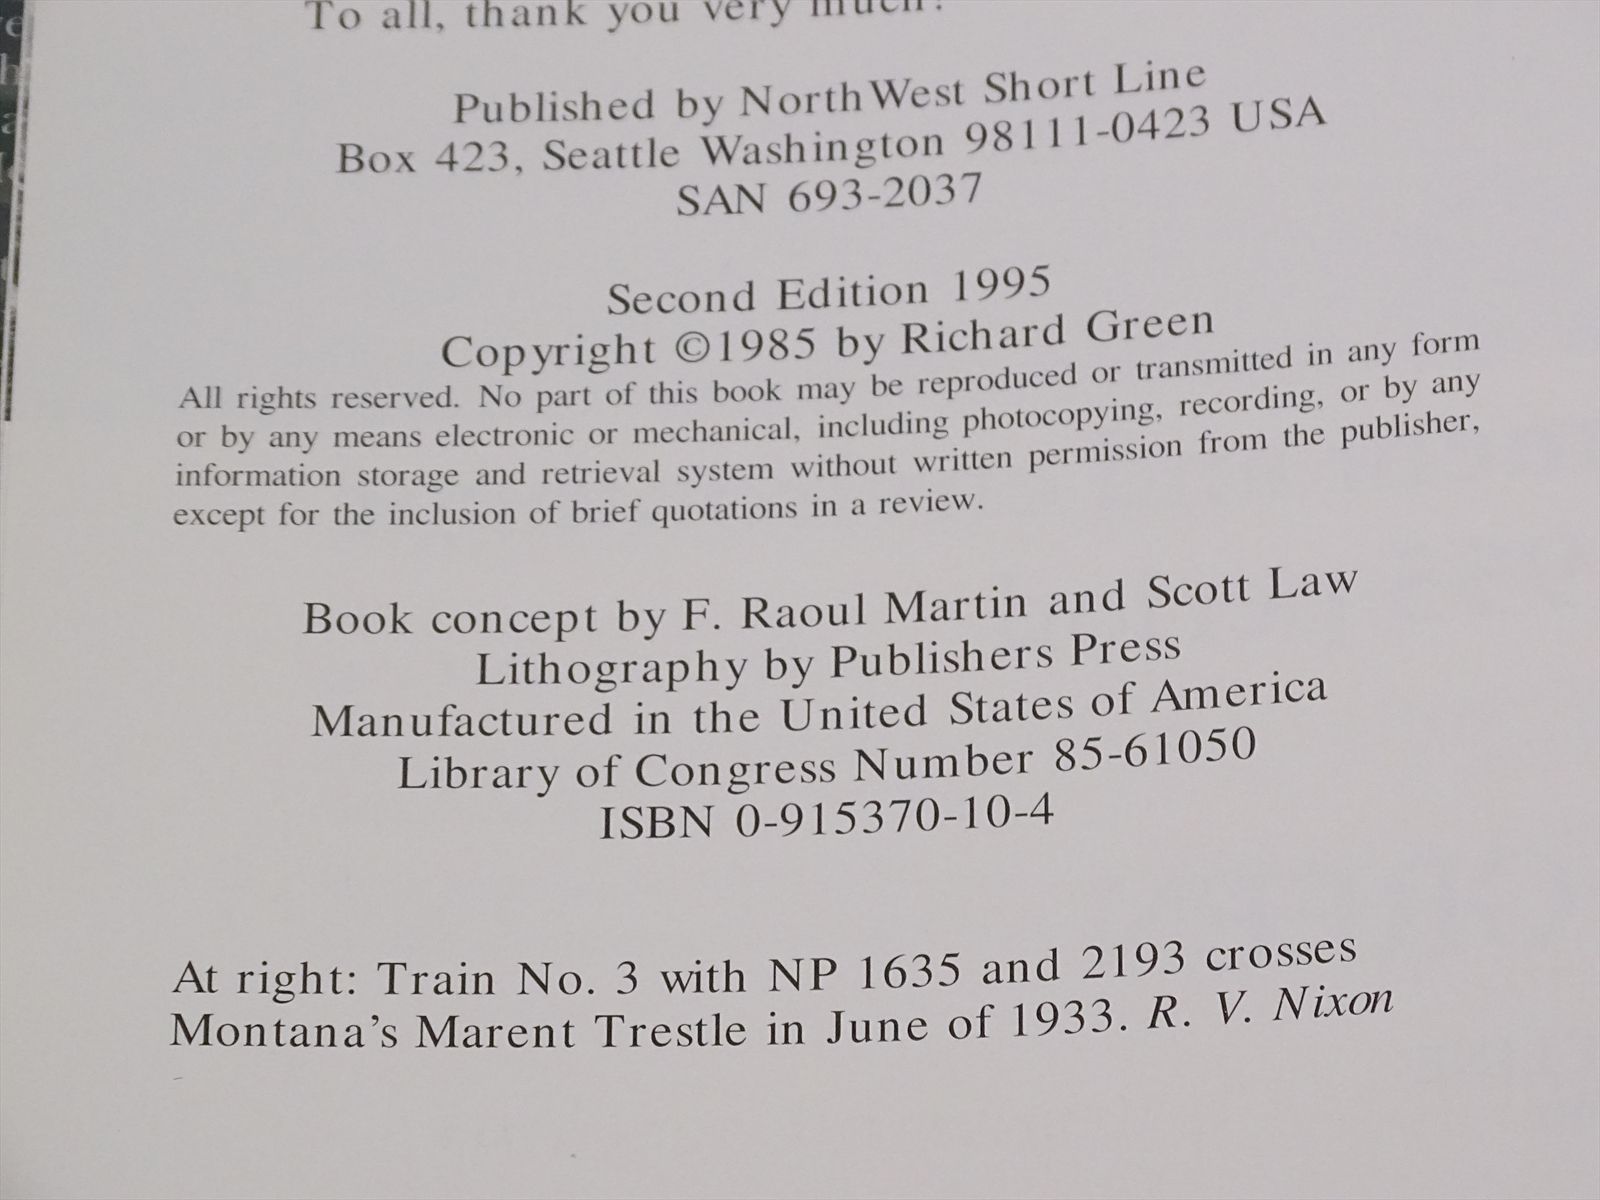 To all, thank you very much!
Published by NorthWest Short Line
Box 423, Seattle Washington 98111-0423 USA
SAN 693-2037
Second Edition 1995
Copyright ©1985 by Richard Green
All rights reserved. No part of this book may be reproduced or transmitted in any form
or by any means electronic or mechanical, including photocopying, recording, or by any
information storage and retrieval system without written permission from the publisher,
except for the inclusion of brief quotations in a review.
Book concept by F. Raoul Martin and Scott Law
Lithography by Publishers Press
Manufactured in the United States of America
Library of Congress Number 85-61050
ISBN 0-915370-10-4
At right: Train No. 3 with NP 1635 and 2193 crosses
Montana's Marent Trestle in June of 1933. R. V. Nixon